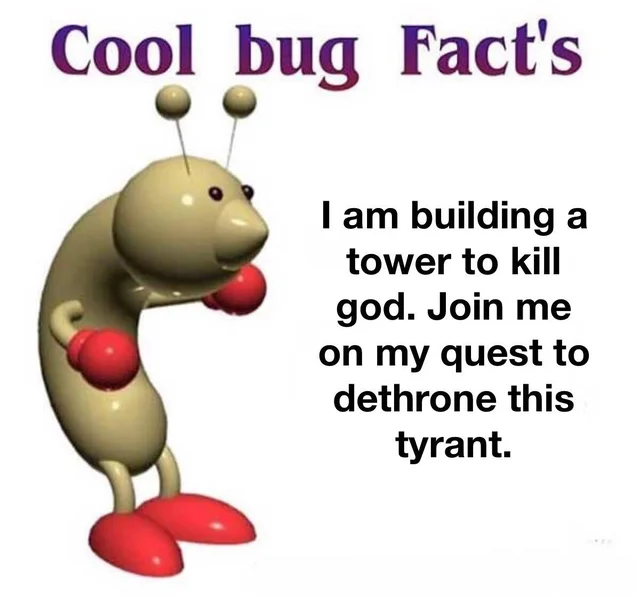 Cool bug Fact's
I am building a
tower to kill
god. Join me
on my quest to
dethrone this
tyrant.